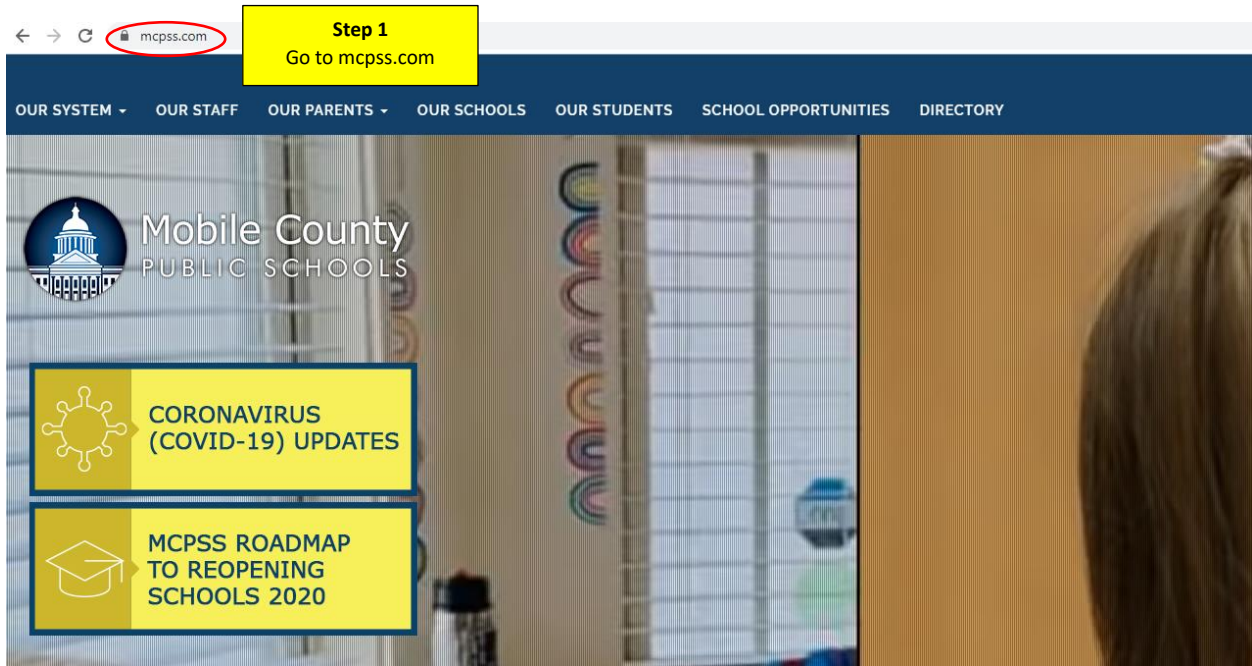 mcpss.com
Step 1
Go to mcpss.com
OUR SYSTEM OUR STAFF OUR PARENTS OUR SCHOOLS OUR STUDENTS SCHOOL OPPORTUNITIES DIRECTORY
Mobile County
PUBLIC SCHOOLS
CORONAVIRUS
(COVID-19) UPDATES
MCPSS ROADMAP
TO REOPENING
SCHOOLS 2020